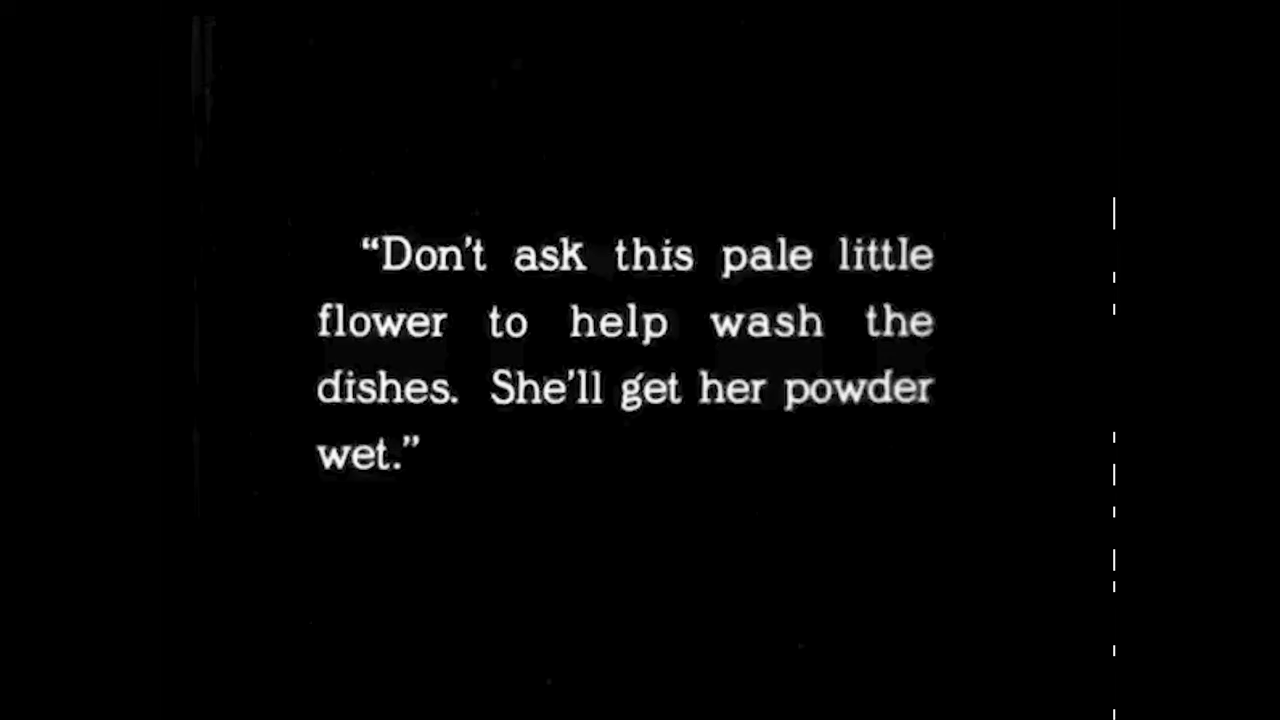 “Don’t ask this pale little
flower to help wash the
dishes. She’ll get her powder
wet.”